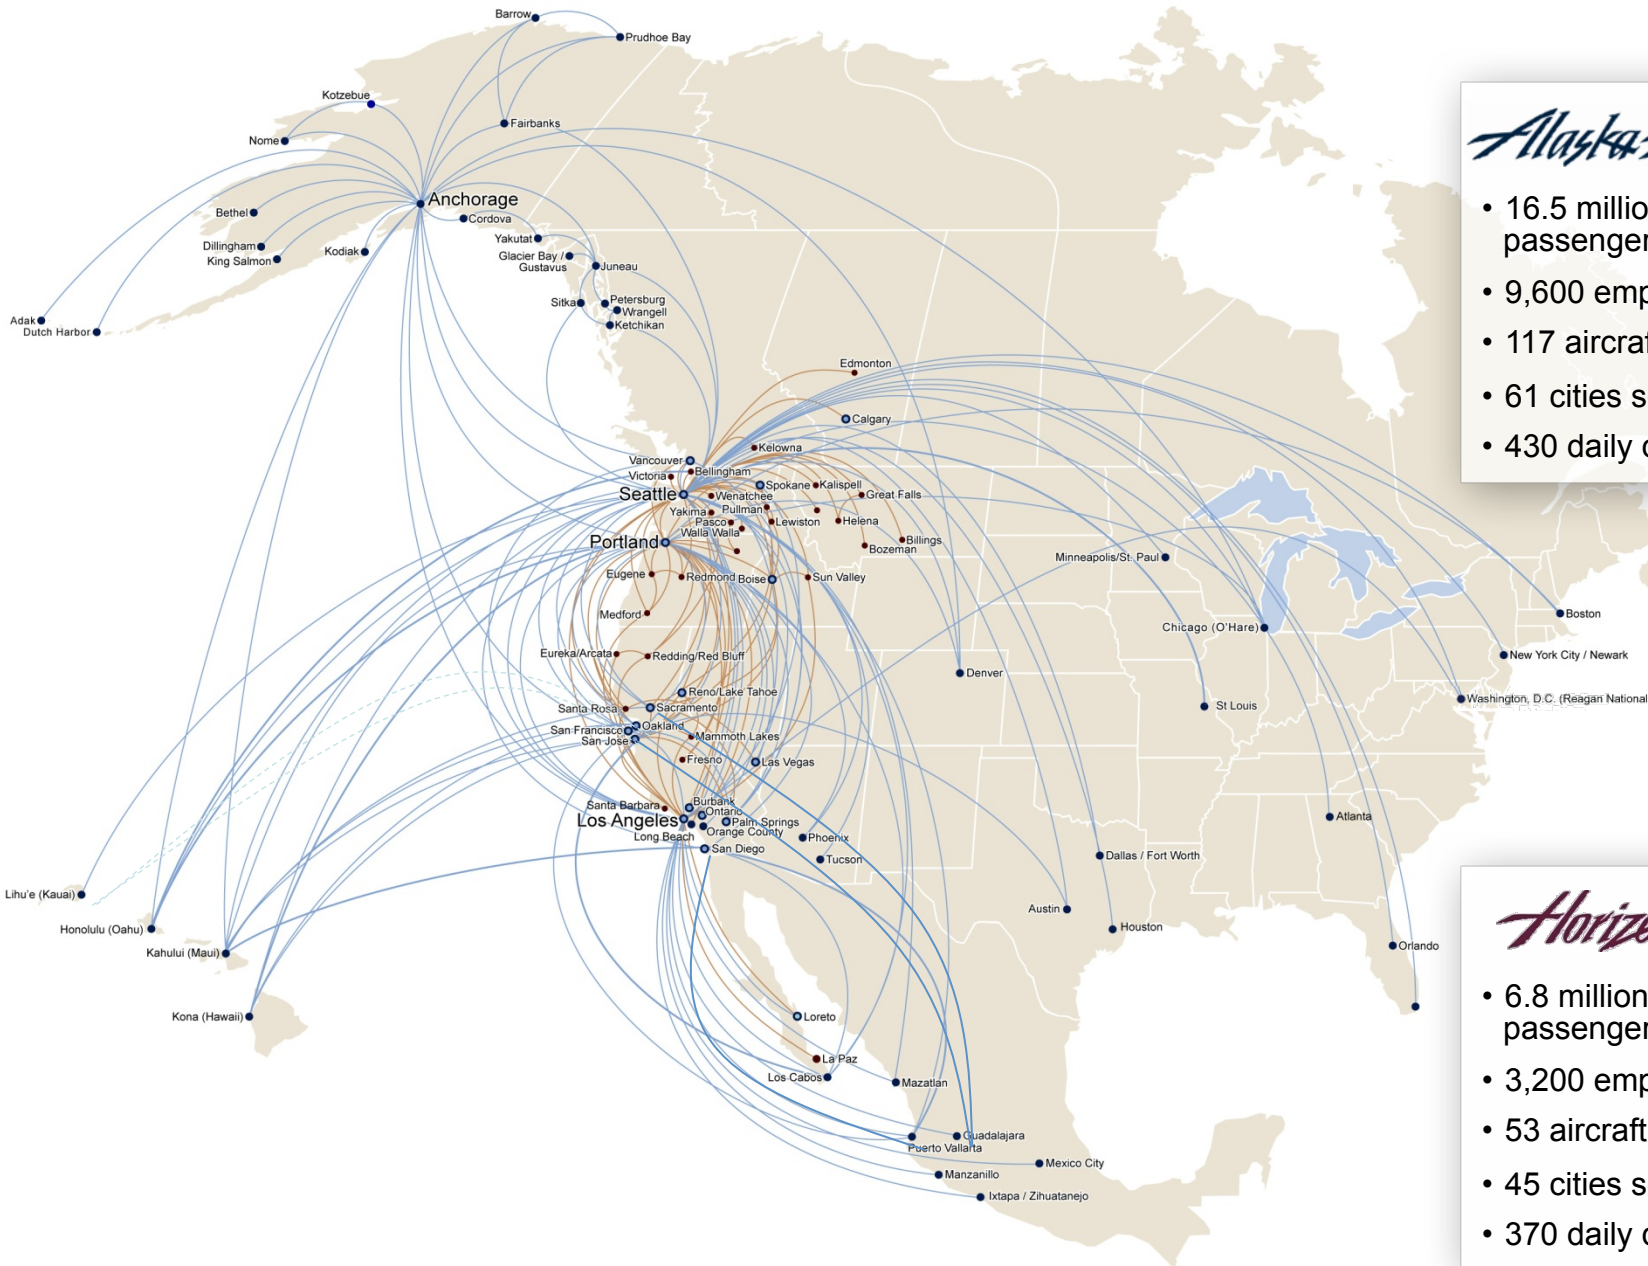 Barrow
Prudhoe Bay
Kotzebue
Fairbanks
Nome
Anchorage
Bethel
Cordova
Dillingham
King Salmon
Kodiak
Yakutat
Glacier Bay /
Gustavus
Juneau
Sitka
Petersburg
Wrangell
Ketchikan
Adak
Dutch Harbor
Edmonton
Calgary
Kelowna
Vancouver
Bellingham
Victoria
Spokane
Kalispell
Seattle
Wenatchee
Great Falls
Yakima
Pullman
Pasco
Lewiston
Helena
Walla Walla
Portland
Billings
Bozeman
Minneapolis/St. Paul
Eugene
Redmond
Boise
Sun Valley
Medford
Boston
Chicago (O'Hare)
Eureka/Arcata
Redding/Red Bluff
New York City / Newark
Denver
Reno/Lake Tahoe
Washington, D.C. (Reagan National
Santa Rosa
Sacramento
St Louis
San Francisco
Oakland
San Jose
Mammoth Lakes
Fresno
Las Vegas
Santa Barbara
Burbank
Ontario
Los Angeles
Palm Springs
Long Beach
Orange County
Atlanta
Phoenix
San Diego
Tucson
Dallas / Fort Worth
Lihu'e (Kauai)
Austin
Honolulu (Oahu)
Houston
Kahului (Maui)
Orlando
Kona (Hawaii)
Loreto
La Paz
Los Cabos
Mazatlan
Guadalajara
Puerto Vallarta
Mexico City
Manzanillo
Ixtapa / Zihuatanejo
Alaska
• 16.5 millio
passenger
• 9,600 emp
• 117 aircraf
• 61 cities s
• 430 daily
Horiz
• 6.8 million
passenger
• 3,200 emp
• 53 aircraft
• 45 cities s
• 370 daily